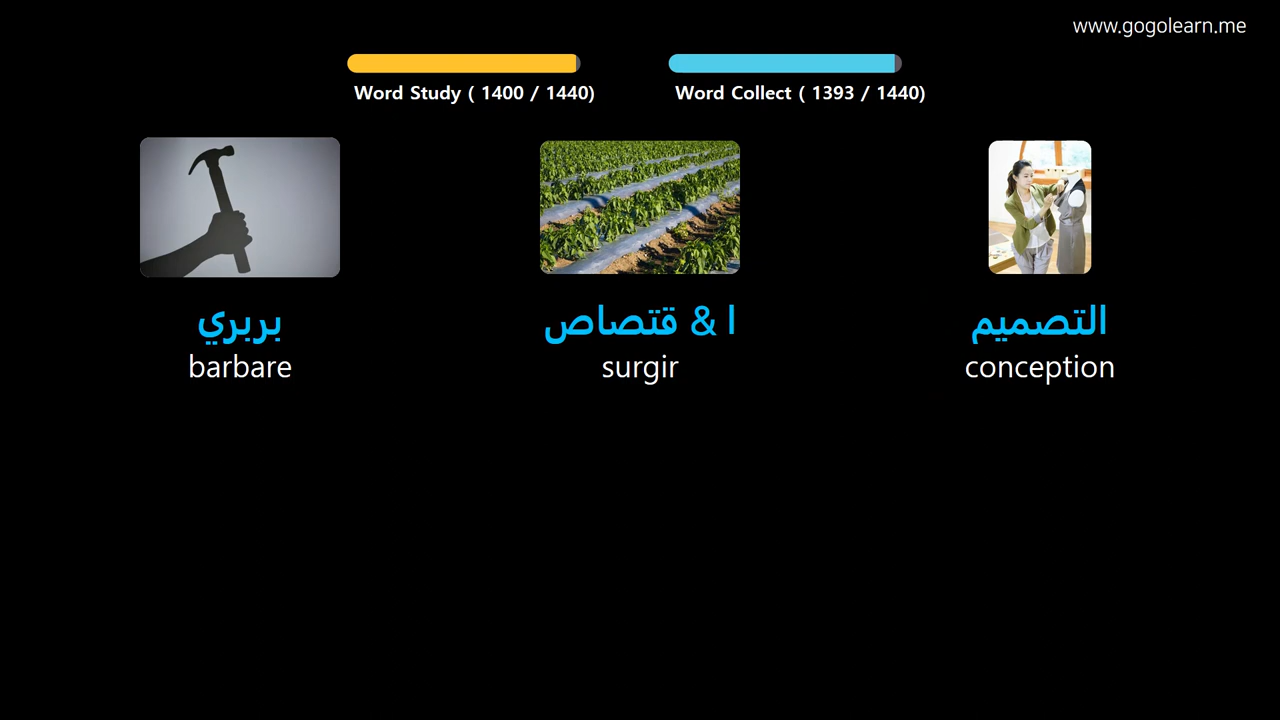 www.gogolearn.me
Word Study ( 1400 / 1440)
Word Collect ( 1393 / 1440)
بربري
barbare
ا & قتصاص
surgir
التصميم
conception